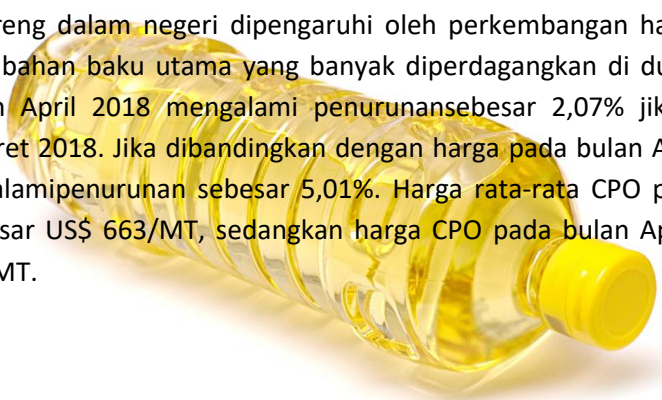 reng dalam negeri dipengaruhi oleh perkembangan ha
bahan baku utama yang banyak diperdagangkan di du
April 2018 mengalami penurunansebesar 2,07% jik
ret 2018. Jika dibandingkan dengan harga pada bulan A
alamipenurunan sebesar 5,01%. Harga rata-rata CPO p
sar US$ 663/MT, sedangkan harga CPO pada bulan Ap
MT.